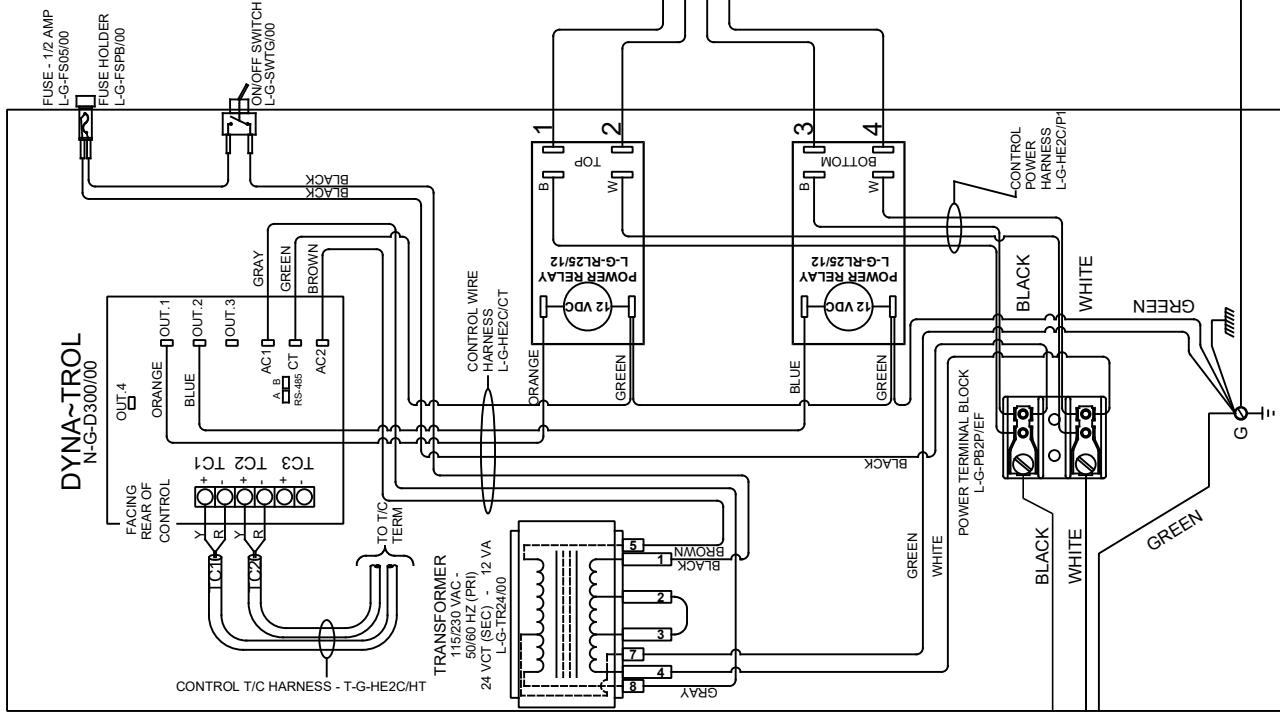 FUSE - 1/2 AMP
L-G-FS05/00
FUSE HOLDER
L-G-FSPB/00
ON/OFF SWITCH
L-G-SWTG/00
BLACK
BLACK
DYNA~TROL
N-G-D300/00
OUT.4
OUT.1
OUT.2
OUT.3
ORANGE
BLUE
GRAY
GREEN
BROWN
AC1
CT
AC2
A B
RS-485
TC1
TC2
TC3
+
-
+
-
+
-
FACING
REAR OF
CONTROL
Y
R
Y
R
TC1
TC2
TO T/C
TERM
CONTROL T/C HARNESS - T-G-HE2C/HT
CONTROL WIRE
HARNESS
L-G-HE2C/CT
1
2
TOP
B
W
POWER RELAY
L-G-RL25/12
12 VDC
ORANGE
GREEN
3
4
BOTTOM
B
W
POWER RELAY
L-G-RL25/12
12 VDC
BLUE
GREEN
CONTROL
POWER
HARNESS
L-G-HE2C/P1
BLACK
WHITE
GREEN
BLACK
POWER TERMINAL BLOCK
L-G-PB2P/EF
TRANSFORMER
115/230 VAC -
50/60 HZ (PRI)
24 VCT (SEC) - 12 VA
L-G-TR24/00
5
1
2
3
7
4
8
BROWN
BLACK
GRAY
GREEN
WHITE
BLACK
WHITE
GREEN
G